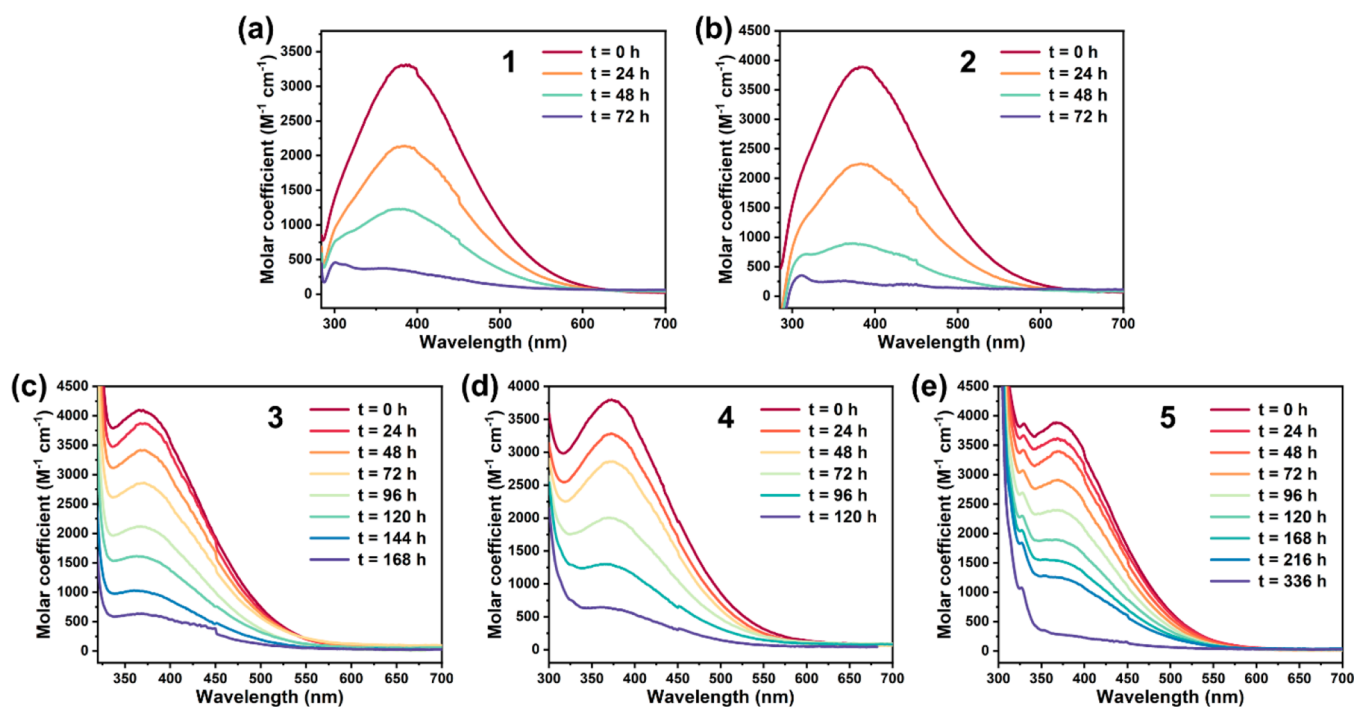 (a)
1
t = 0 h
t = 24 h
t = 48 h
t = 72 h
Molar coefficient (M⁻¹ cm⁻¹)
3500
3000
2500
2000
1500
1000
500
0
300 400 500 600 700
Wavelength (nm)
(b)
2
t = 0 h
t = 24 h
t = 48 h
t = 72 h
Molar coefficient (M⁻¹ cm⁻¹)
4500
4000
3500
3000
2500
2000
1500
1000
500
0
300 400 500 600 700
Wavelength (nm)
(c)
3
t = 0 h
t = 24 h
t = 48 h
t = 72 h
t = 96 h
t = 120 h
t = 144 h
t = 168 h
Molar coefficient (M⁻¹ cm⁻¹)
4500
4000
3500
3000
2500
2000
1500
1000
500
0
350 400 450 500 550 600 650 700
Wavelength (nm)
(d)
4
t = 0 h
t = 24 h
t = 48 h
t = 72 h
t = 96 h
t = 120 h
Molar coefficient (M⁻¹ cm⁻¹)
4000
3500
3000
2500
2000
1500
1000
500
0
300 350 400 450 500 550 600 650 700
Wavelength (nm)
(e)
5
t = 0 h
t = 24 h
t = 48 h
t = 72 h
t = 96 h
t = 120 h
t = 168 h
t = 216 h
t = 336 h
Molar coefficient (M⁻¹ cm⁻¹)
4500
4000
3500
3000
2500
2000
1500
1000
500
0
300 350 400 450 500 550 600 650 700
Wavelength (nm)